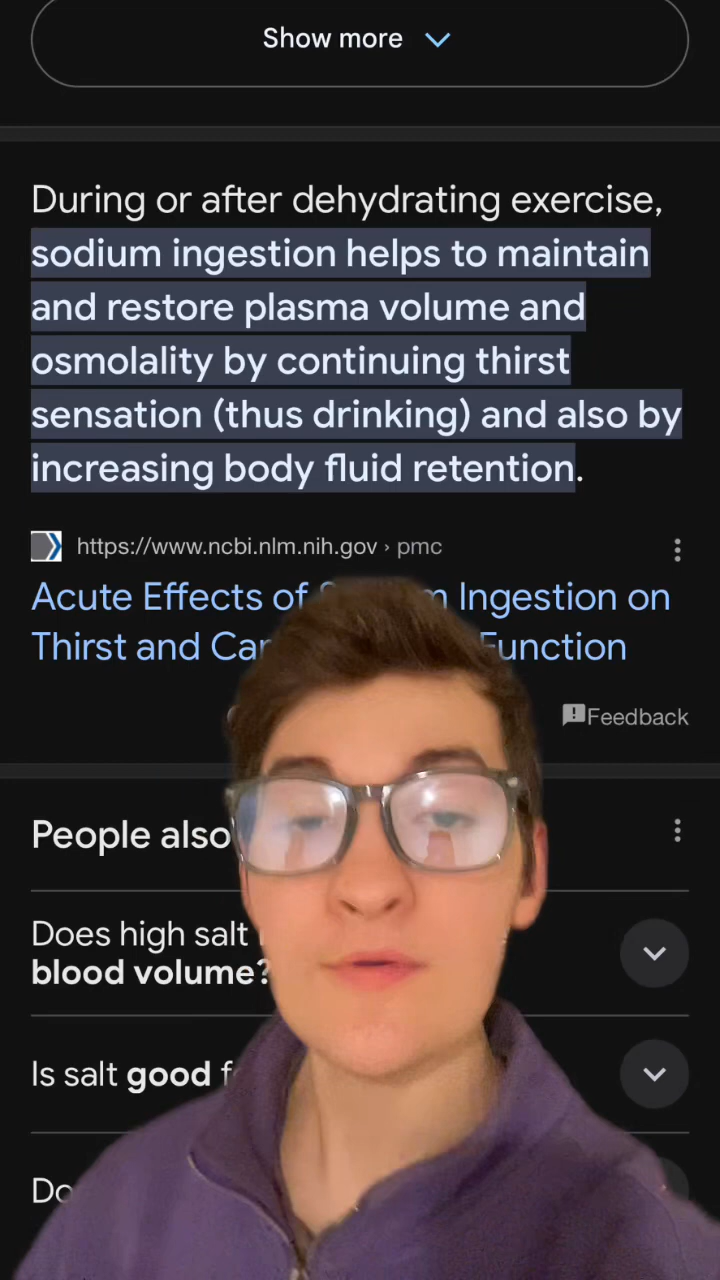 Show more
During or after dehydrating exercise,
sodium ingestion helps to maintain
and restore plasma volume and
osmolality by continuing thirst
sensation (thus drinking) and also by
increasing body fluid retention.
https://www.ncbi.nlm.nih.gov › pmc
Acute Effects of Ingestion on
Thirst and
Feedback
People also
Does high salt
blood volume?
Is salt good